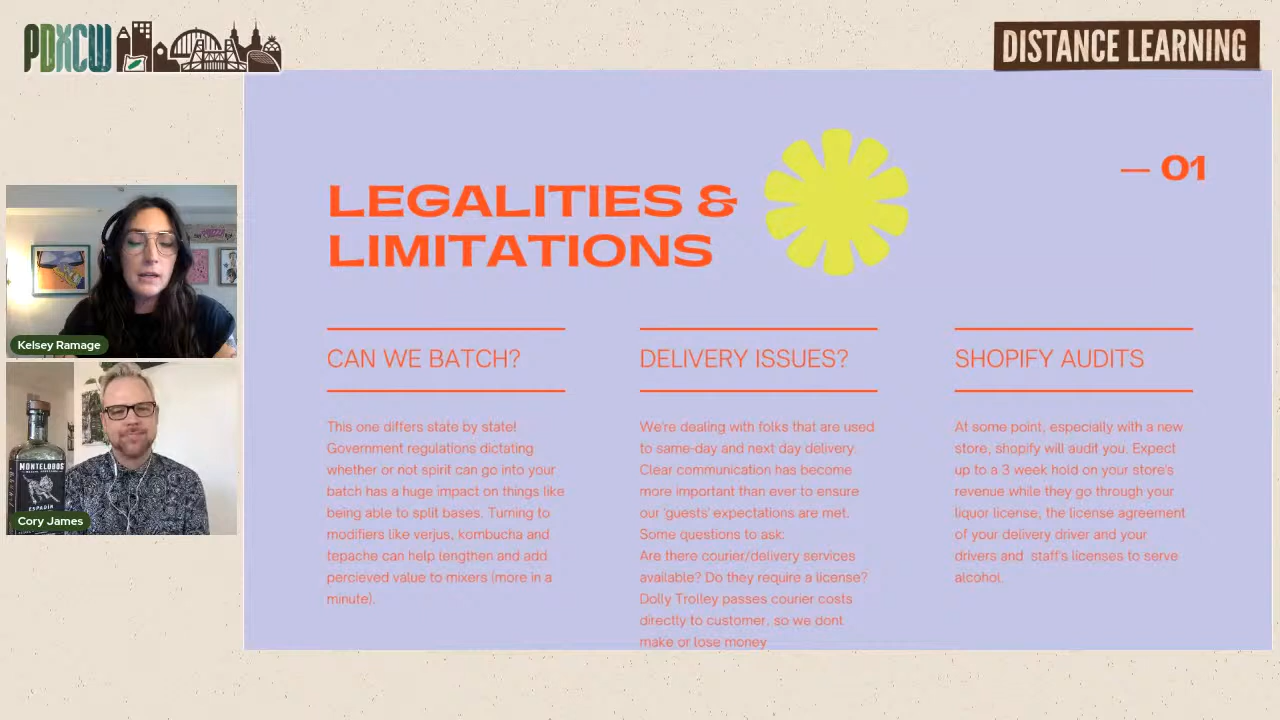 PDXCW
DISTANCE LEARNING
— 01
LEGALITIES &
LIMITATIONS
CAN WE BATCH?
This one differs state by state!
Government regulations dictating
whether or not spirit can go into your
batch has a huge impact on things like
being able to split bases. Turning to
modifiers like verjus, kombucha and
tepache can help lengthen and add
percieved value to mixers (more in a
minute).
DELIVERY ISSUES?
We're dealing with folks that are used
to same-day and next day delivery.
Clear communication has become
more important than ever to ensure
our 'guests' expectations are met.
Some questions to ask:
Are there courier/delivery services
available? Do they require a license?
Dolly Trolley passes courier costs
directly to customer, so we dont
make or lose money
SHOPIFY AUDITS
At some point, especially with a new
store, shopify will audit you. Expect
up to a 3 week hold on your store's
revenue while they go through your
liquor license, the license agreement
of your delivery driver and your
drivers and staff's licenses to serve
alcohol.
Kelsey Ramage
MONTELOBOS
ESPADÍN
Cory James